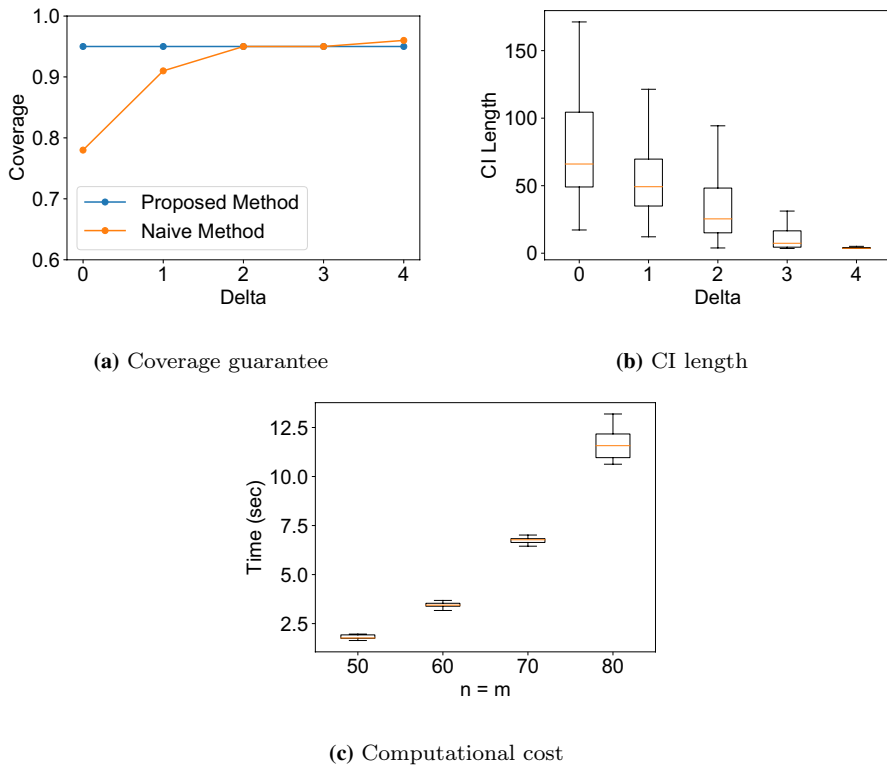 1.0
0.9
0.8
0.7
0.6
Coverage
Proposed Method
Naive Method
0 1 2 3 4
Delta
(a) Coverage guarantee
150
100
50
0
CI Length
0 1 2 3 4
Delta
(b) CI length
12.5
10.0
7.5
5.0
2.5
Time (sec)
50 60 70 80
n = m
(c) Computational cost